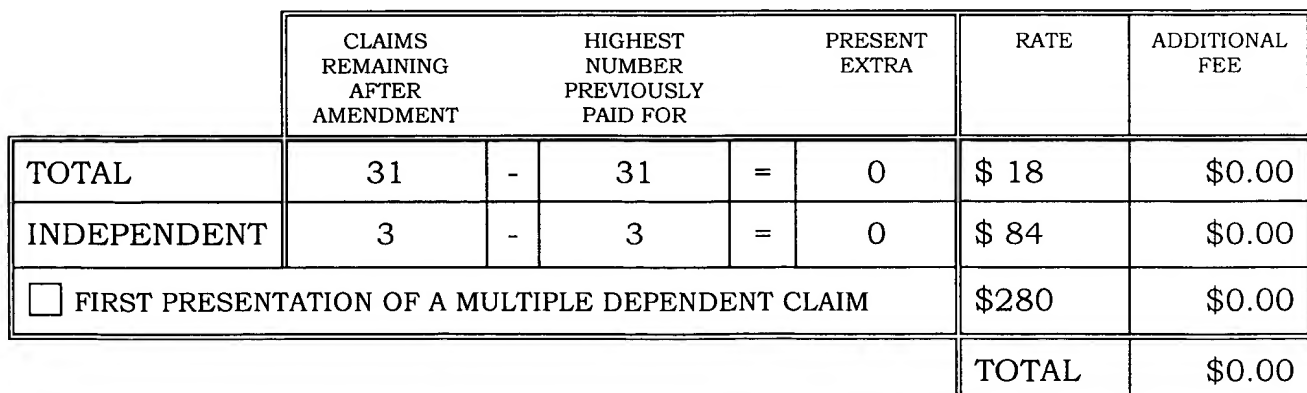 CLAIMS REMAINING AFTER AMENDMENT HIGHEST NUMBER PREVIOUSLY PAID FOR PRESENT EXTRA RATE ADDITIONAL FEE
TOTAL 31 - 31 = 0 $ 18 $0.00
INDEPENDENT 3 - 3 = 0 $ 84 $0.00
FIRST PRESENTATION OF A MULTIPLE DEPENDENT CLAIM $280 $0.00
TOTAL $0.00